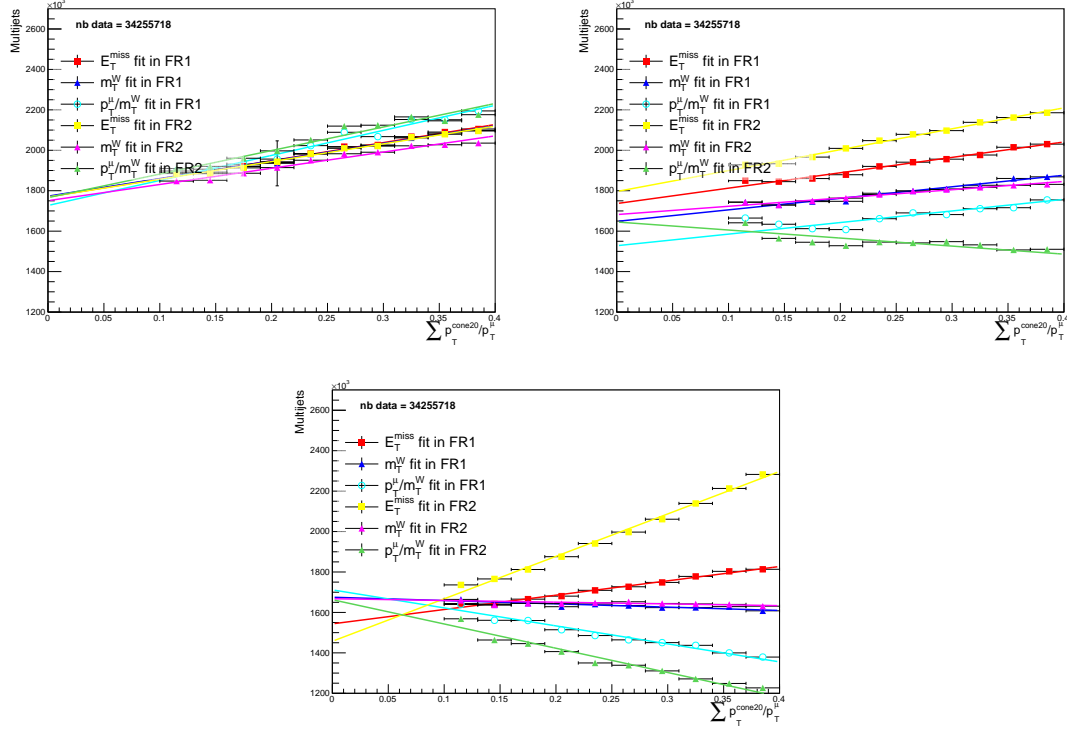 ×10³
Multijets
nb data = 34255718
E_T^miss fit in FR1
m_T^W fit in FR1
p_T^μ/m_T^W fit in FR1
E_T^miss fit in FR2
m_T^W fit in FR2
p_T^μ/m_T^W fit in FR2
2600
2400
2200
2000
1800
1600
1400
1200
0 0.05 0.1 0.15 0.2 0.25 0.3 0.35 0.4
∑ p_T^cone20/p_T^μ
×10³
Multijets
nb data = 34255718
E_T^miss fit in FR1
m_T^W fit in FR1
p_T^μ/m_T^W fit in FR1
E_T^miss fit in FR2
m_T^W fit in FR2
p_T^μ/m_T^W fit in FR2
2600
2400
2200
2000
1800
1600
1400
1200
0 0.05 0.1 0.15 0.2 0.25 0.3 0.35 0.4
∑ p_T^cone20/p_T^μ
×10³
Multijets
nb data = 34255718
E_T^miss fit in FR1
m_T^W fit in FR1
p_T^μ/m_T^W fit in FR1
E_T^miss fit in FR2
m_T^W fit in FR2
p_T^μ/m_T^W fit in FR2
2600
2400
2200
2000
1800
1600
1400
1200
0 0.05 0.1 0.15 0.2 0.25 0.3 0.35 0.4
∑ p_T^cone20/p_T^μ